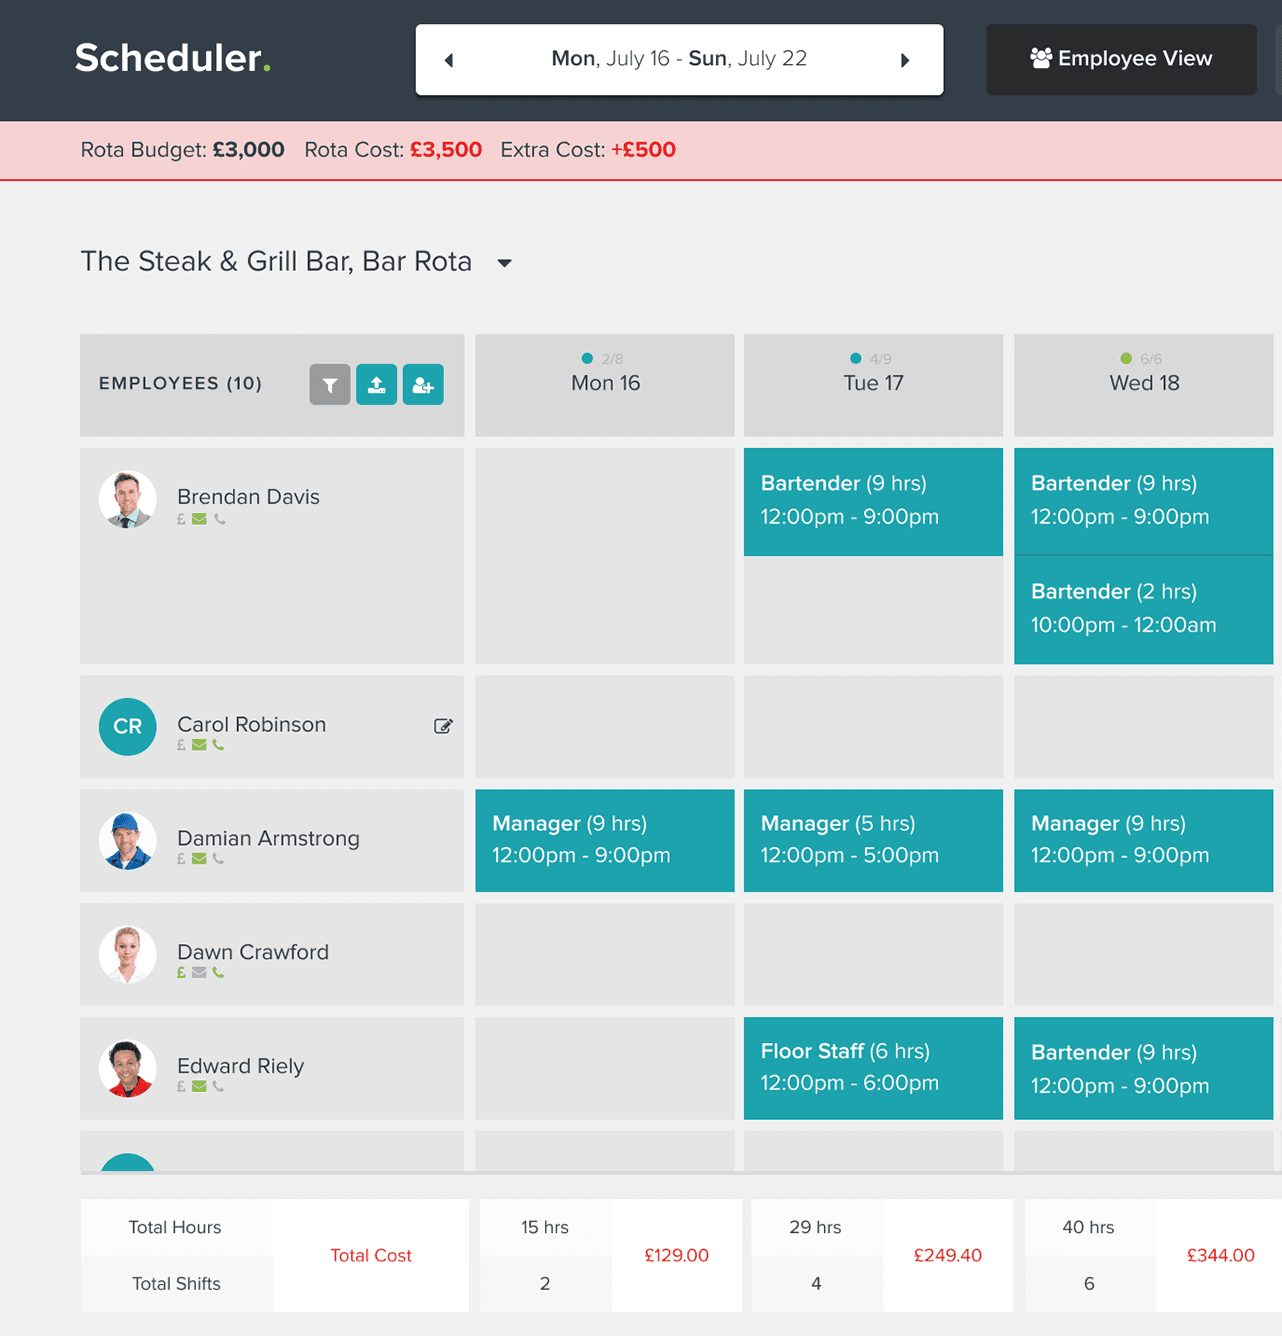 Scheduler.
Mon, July 16 - Sun, July 22
Employee View
Rota Budget: £3,000 Rota Cost: £3,500 Extra Cost: +£500
The Steak & Grill Bar, Bar Rota
EMPLOYEES (10)
2/8
Mon 16
4/9
Tue 17
6/6
Wed 18
Brendan Davis
£
Bartender (9 hrs)
12:00pm - 9:00pm
Bartender (9 hrs)
12:00pm - 9:00pm
Bartender (2 hrs)
10:00pm - 12:00am
CR
Carol Robinson
£
Damian Armstrong
£
Manager (9 hrs)
12:00pm - 9:00pm
Manager (5 hrs)
12:00pm - 5:00pm
Manager (9 hrs)
12:00pm - 9:00pm
Dawn Crawford
£
Edward Riely
£
Floor Staff (6 hrs)
12:00pm - 6:00pm
Bartender (9 hrs)
12:00pm - 9:00pm
Total Hours
Total Shifts
Total Cost
15 hrs
2
£129.00
29 hrs
4
£249.40
40 hrs
6
£344.00